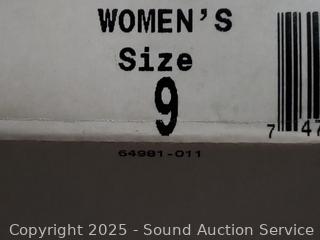 WOMEN'S
Size
9
7 47
64981-011
Copyright 2025 - Sound Auction Service